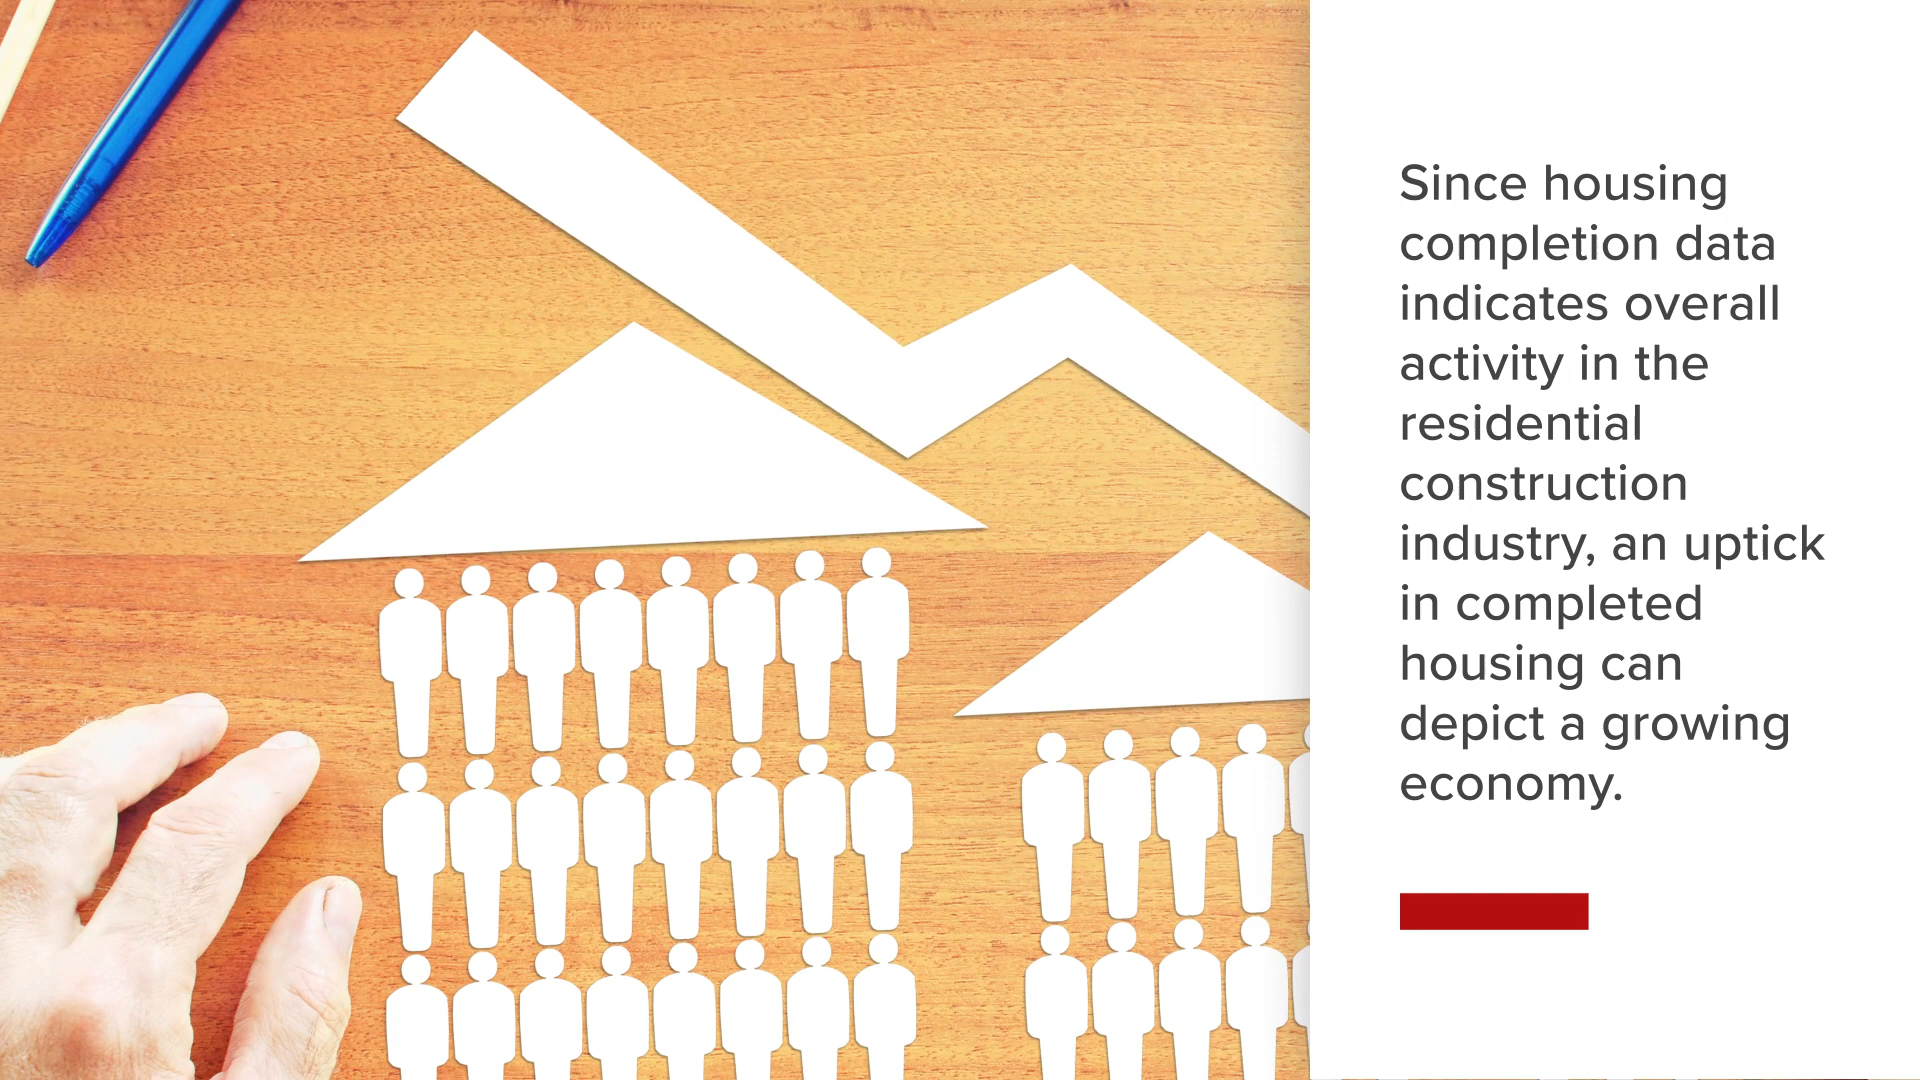 Since housing
completion data
indicates overall
activity in the
residential
construction
industry, an uptick
in completed
housing can
depict a growing
economy.